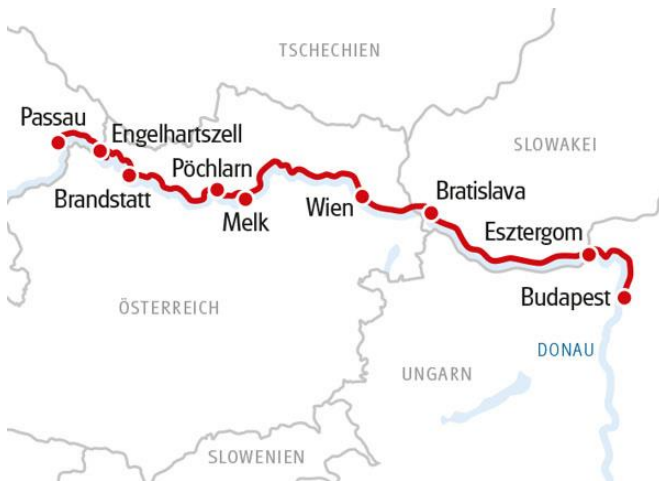 TSCHECHIEN
Passau
Engelhartszell
SLOWAKEI
Pöchlarn
Brandstatt
Melk
Wien
Bratislava
Esztergom
Budapest
ÖSTERREICH
DONAU
UNGARN
SLOWENIEN